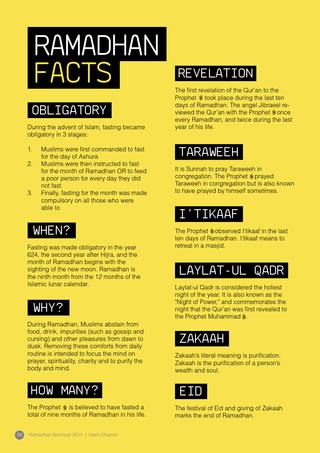 RAMADHAN
FACTS
OBLIGATORY
During the advent of Islam, fasting became
obligatory in 3 stages:
1. Muslims were first commanded to fast
for the day of Ashura
2. Muslims were then instructed to fast
for the month of Ramadhan OR to feed
a poor person for every day they did
not fast
3. Finally, fasting for the month was made
compulsory on all those who were
able to
WHEN?
Fasting was made obligatory in the year
624, the second year after Hijra, and the
month of Ramadhan begins with the
sighting of the new moon. Ramadhan is
the ninth month from the 12 months of the
Islamic lunar calendar.
WHY?
During Ramadhan, Muslims abstain from
food, drink, impurities (such as gossip and
cursing) and other pleasures from dawn to
dusk. Removing these comforts from daily
routine is intended to focus the mind on
prayer, spirituality, charity and to purify the
body and mind.
HOW MANY?
The Prophet ﷺ is believed to have fasted a
total of nine months of Ramadhan in his life.
REVELATION
The first revelation of the Qur'an to the
Prophet ﷺ took place during the last ten
days of Ramadhan. The angel Jibraeel re-
viewed the Qur'an with the Prophet ﷺ once
every Ramadhan, and twice during the last
year of his life.
TARAWEEH
It is Sunnah to pray Taraweeh in
congregation. The Prophet ﷺ prayed
Taraweeh in congregation but is also known
to have prayed by himself sometimes.
I'TIKAAF
The Prophet ﷺ observed I'tikaaf in the last
ten days of Ramadhan. I'tikaaf means to
retreat in a masjid.
LAYLAT-UL QADR
Laylat-ul Qadr is considered the holiest
night of the year. It is also known as the
"Night of Power," and commemorates the
night that the Qur'an was first revealed to
the Prophet Muhammad ﷺ.
ZAKAAH
Zakaah's literal meaning is purification.
Zakaah is the purification of a person's
wealth and soul.
EID
The festival of Eid and giving of Zakaah
marks the end of Ramadhan.
Ramadhan Brochure 2014 | Islam Channel